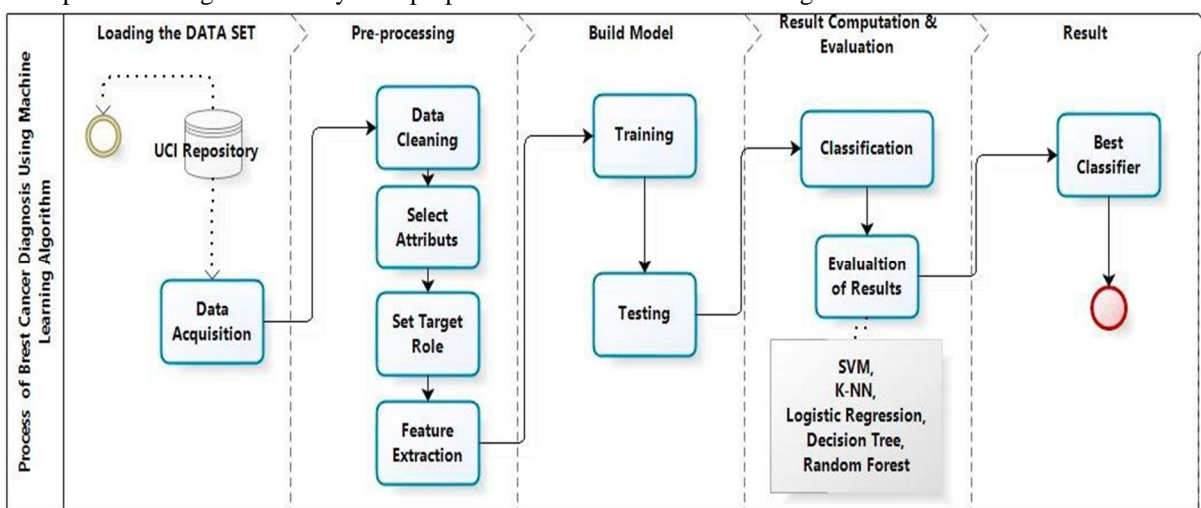 Process of Brest Cancer Diagnosis Using Machine
Learning Algorithm
Loading the DATA SET
UCI Repository
Data
Acquisition
Pre-processing
Data
Cleaning
Select
Attributs
Set Target
Role
Feature
Extraction
Build Model
Training
Testing
Result Computation &
Evaluation
Classification
Evalualtion
of Results
SVM,
K-NN,
Logistic Regression,
Decision Tree,
Random Forest
Result
Best
Classifier